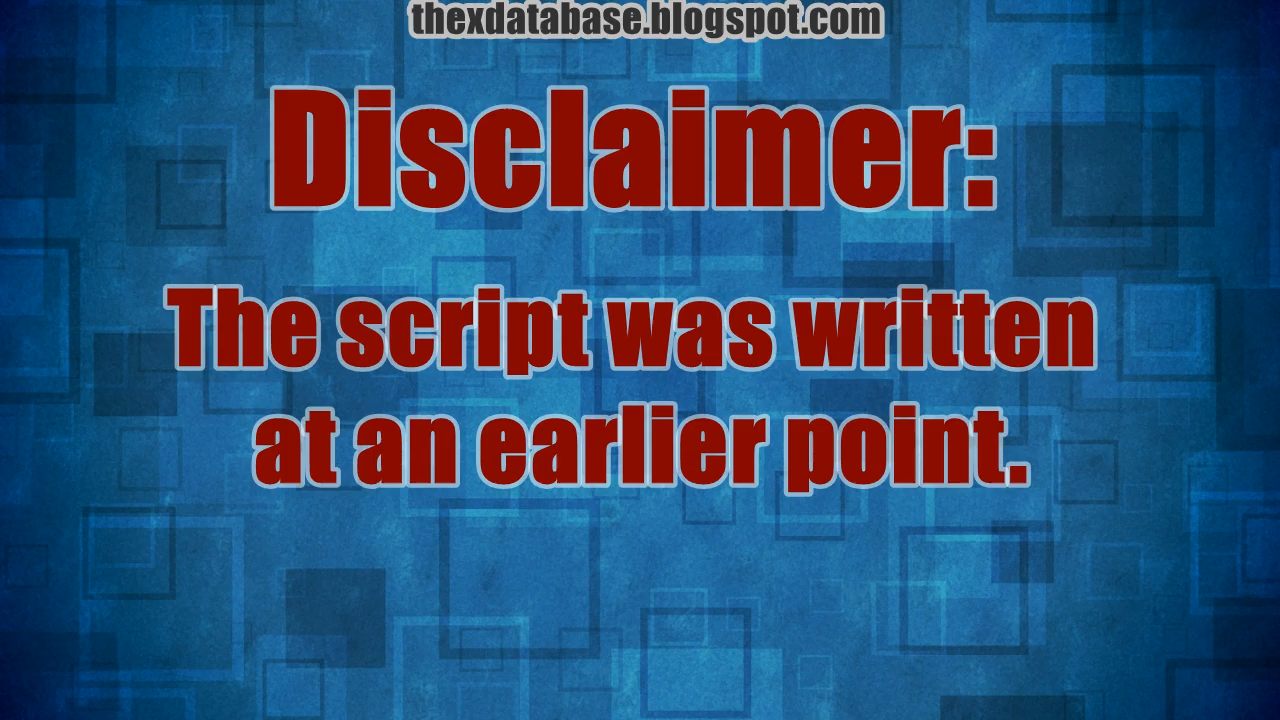 thexdatabase.blogspot.com
Disclaimer:
The script was written
at an earlier point.